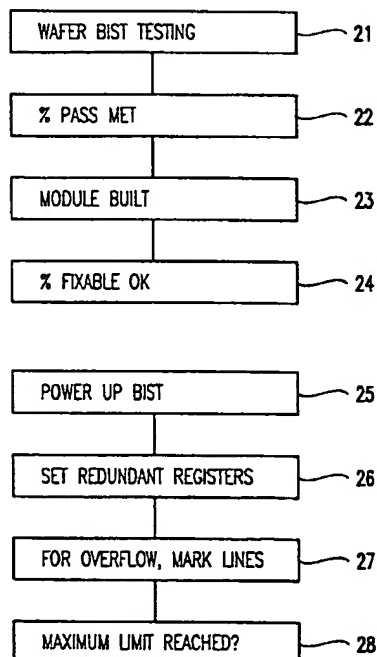 WAFER BIST TESTING 21
% PASS MET 22
MODULE BUILT 23
% FIXABLE OK 24
POWER UP BIST 25
SET REDUNDANT REGISTERS 26
FOR OVERFLOW, MARK LINES 27
MAXIMUM LIMIT REACHED? 28